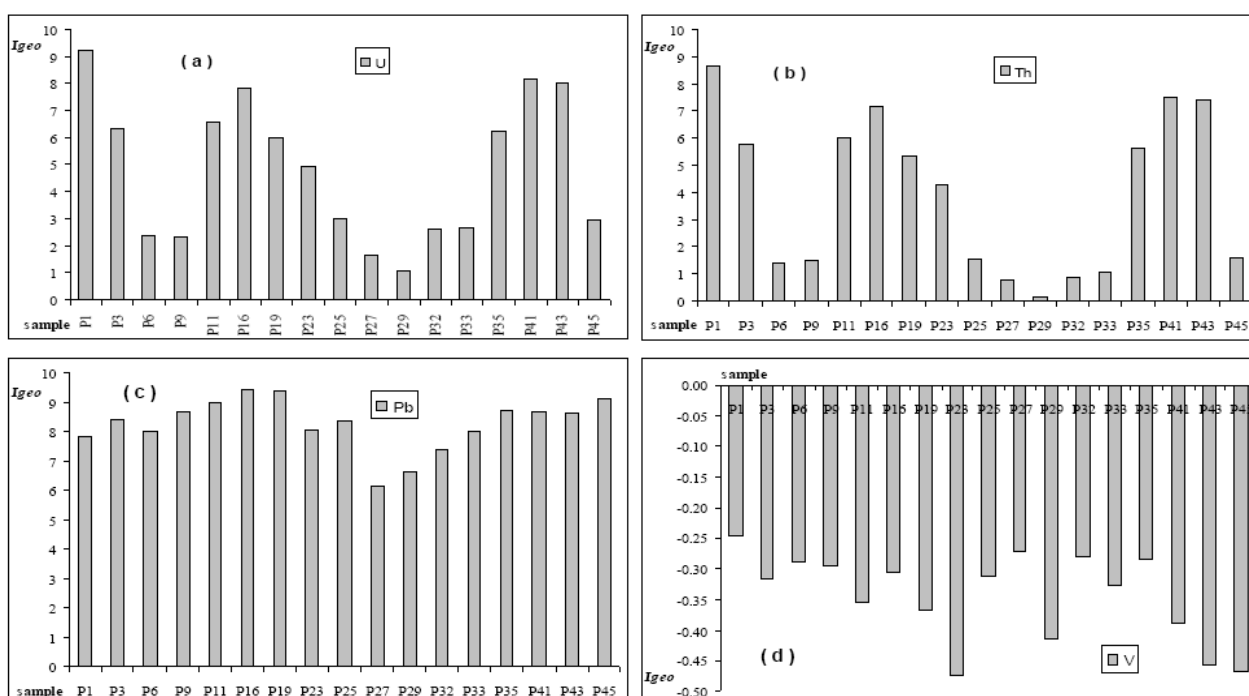 Igeo
10
9
8
7
6
5
4
3
2
1
0
( a )
U
sample P1 P3 P6 P9 P11 P16 P19 P23 P25 P27 P29 P32 P33 P35 P41 P43 P45
Igeo
10
9
8
7
6
5
4
3
2
1
0
( b )
Th
sample P1 P3 P6 P9 P11 P16 P19 P23 P25 P27 P29 P32 P33 P35 P41 P43 P45
Igeo
10
9
8
7
6
5
4
3
2
1
0
( c )
Pb
sample P1 P3 P6 P9 P11 P16 P19 P23 P25 P27 P29 P32 P33 P35 P41 P43 P45
sample
0.00
-0.05
-0.10
-0.15
-0.20
-0.25
-0.30
-0.35
-0.40
-0.45
-0.50
P1 P3 P6 P9 P11 P16 P19 P23 P25 P27 P29 P32 P33 P35 P41 P43 P45
( d )
V
Igeo